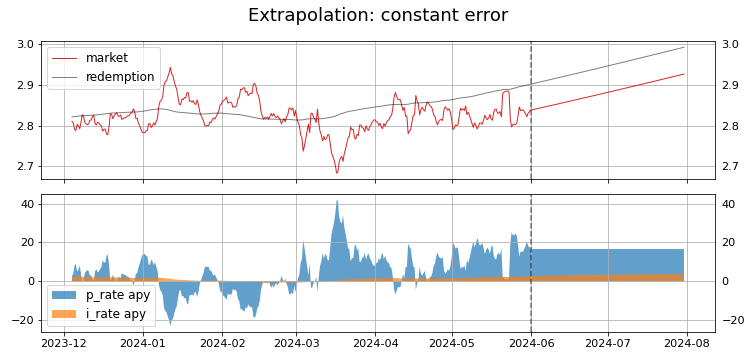 Extrapolation: constant error
3.0
2.9
2.8
2.7
market
redemption
3.0
2.9
2.8
2.7
40
20
0
−20
p_rate apy
i_rate apy
40
20
0
−20
2023-12 2024-01 2024-02 2024-03 2024-04 2024-05 2024-06 2024-07 2024-08